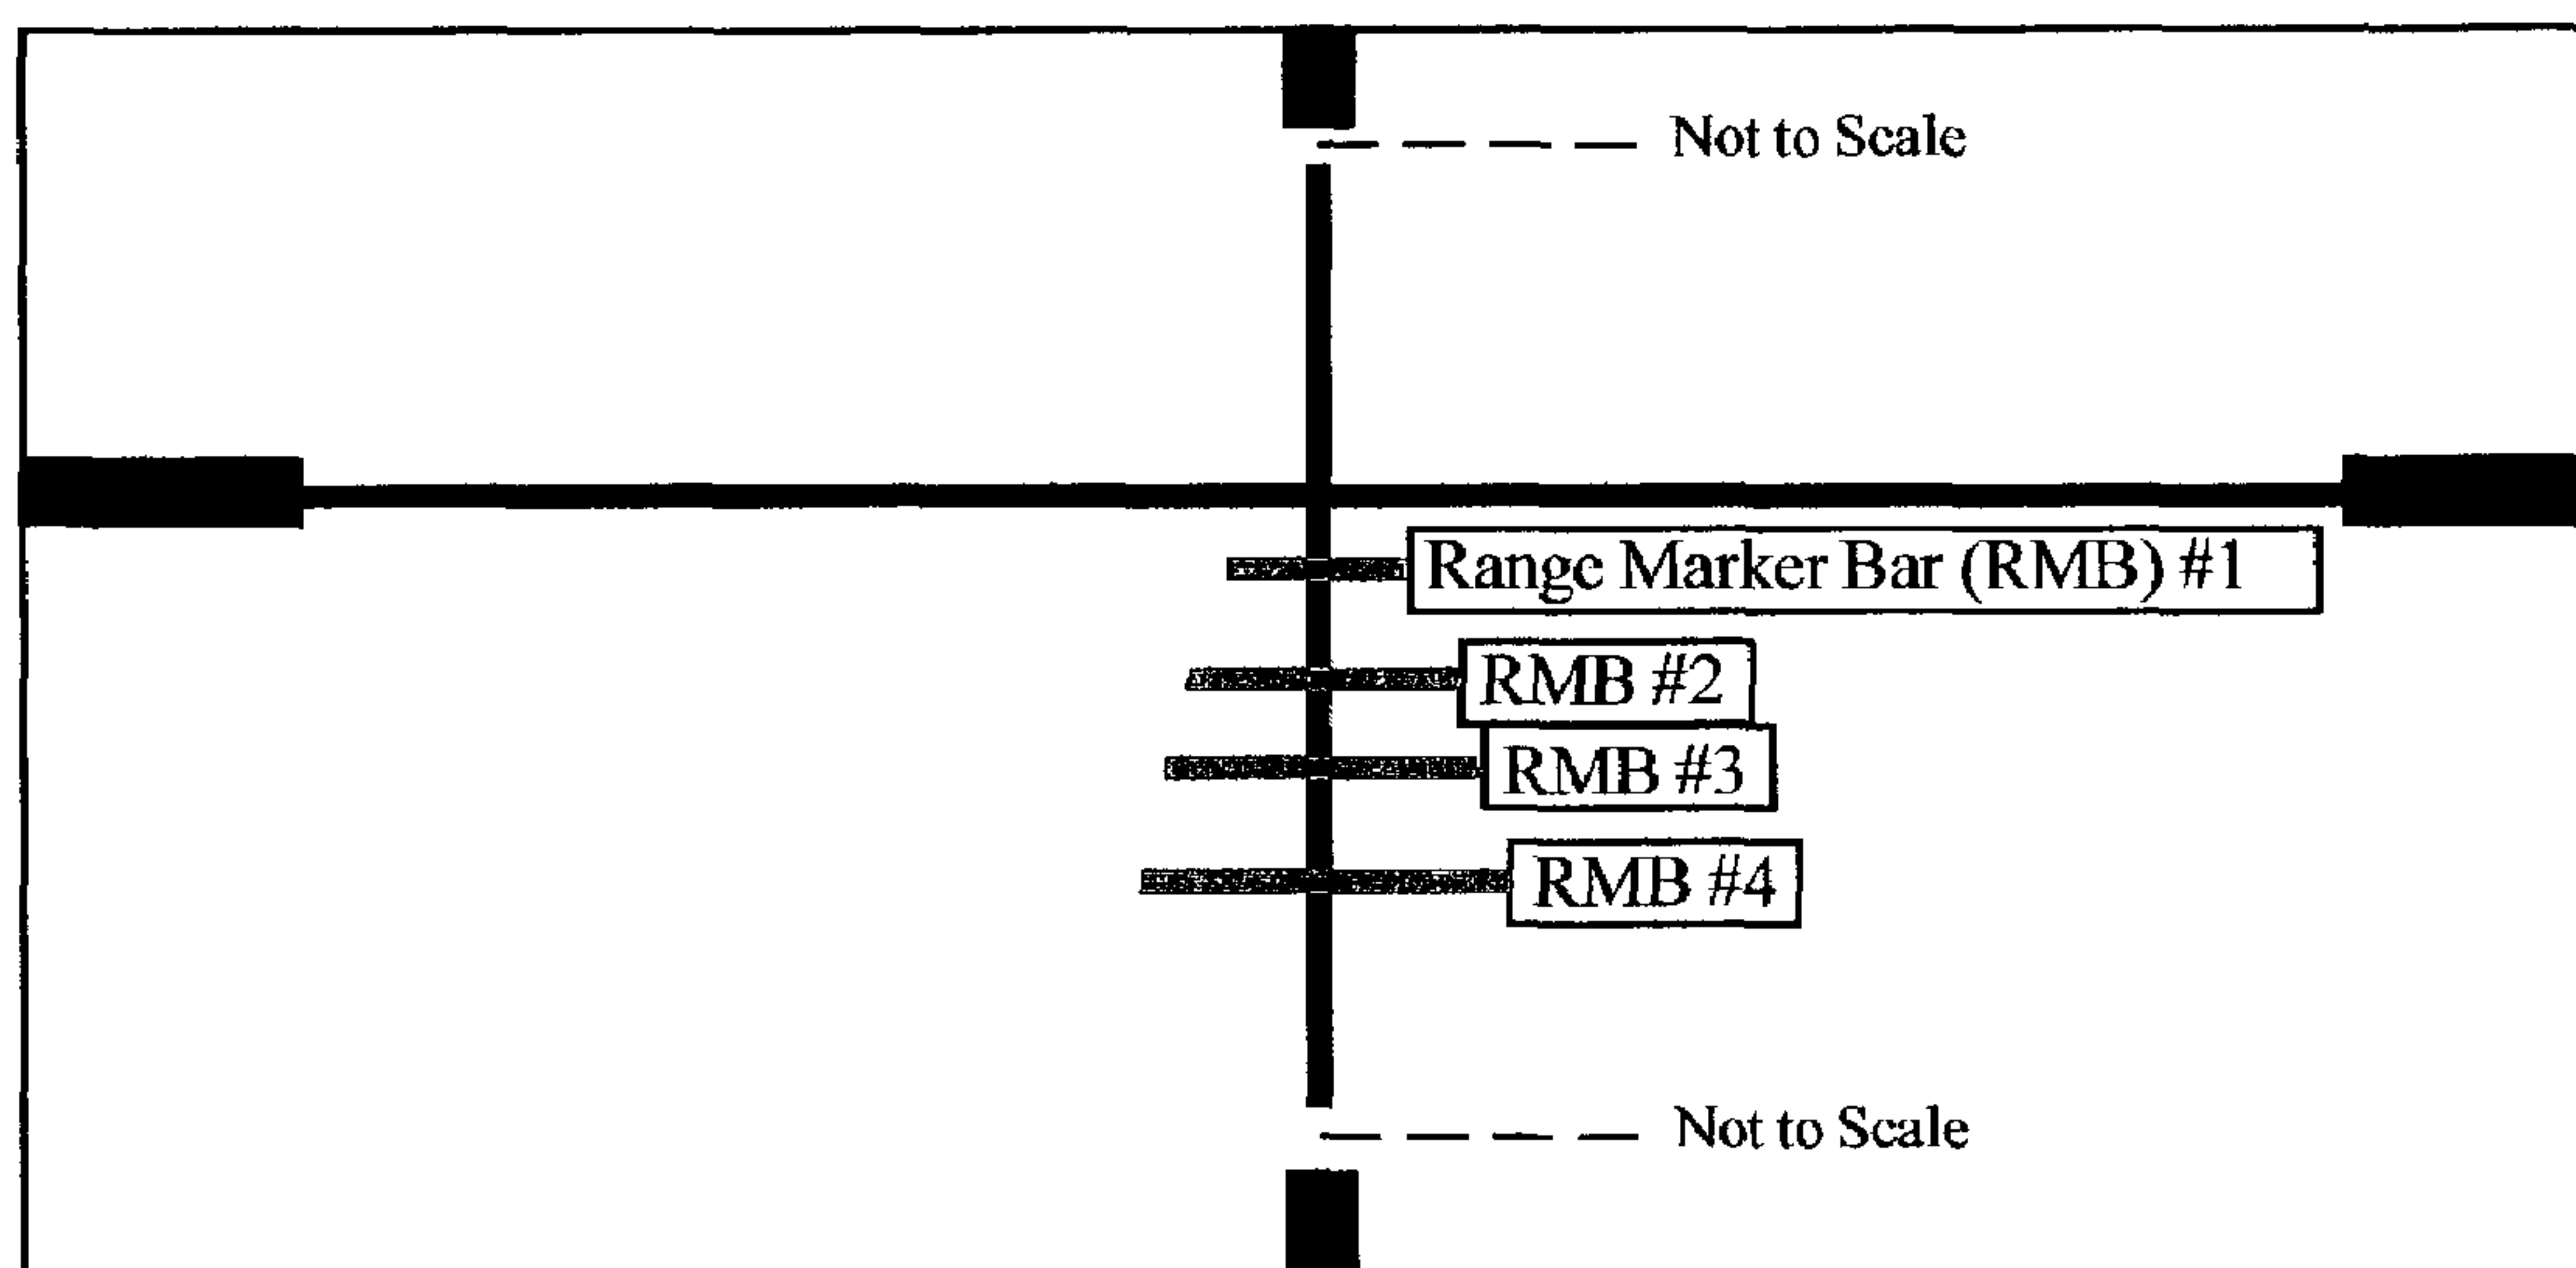 Not to Scale
Range Marker Bar (RMB) #1
RMB #2
RMB #3
RMB #4
Not to Scale